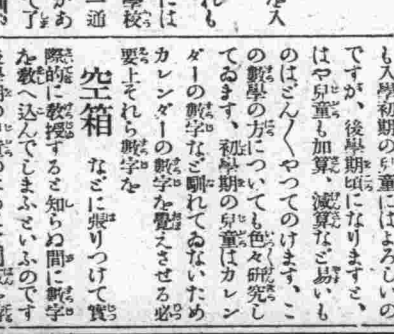 も入學初期の兒童にはよろしいの
ですが、後學期頃になりますと、
はや兒童も加算、減算など易いも
のはどん〲やつてのけます、こ
の數學の方についても色々研究し
てゐます、初學期の兒童はカレン
ダーの數字など馴れてゐないため
カレンダーの數字を覺えさせる必
要上それら數字を
空箱 などに張りつけて實
際的に教授すると知らぬ間に數字
を教へ込んでしまふといふのです